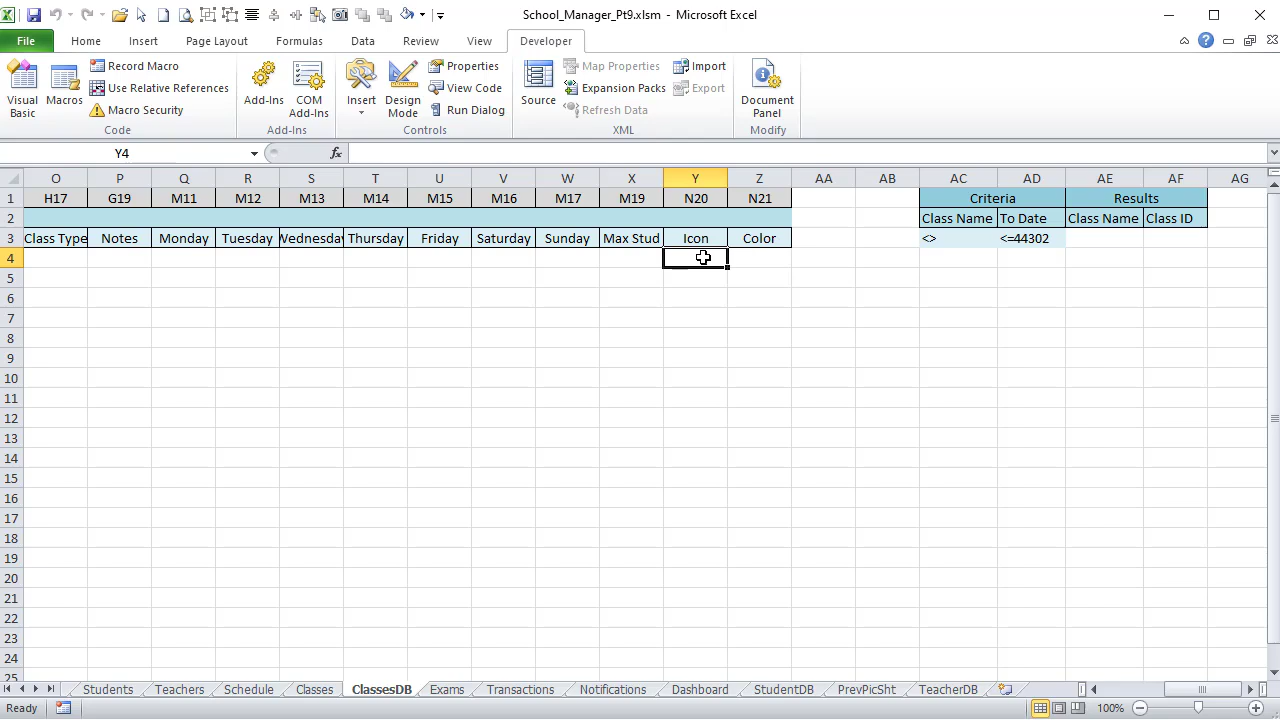 School_Manager_Pt9.xlsm - Microsoft Excel
File Home Insert Page Layout Formulas Data Review View Developer
Visual Basic
Macros
Record Macro
Use Relative References
Macro Security
Code
Add-Ins
COM Add-Ins
Add-Ins
Insert
Design Mode
Properties
View Code
Run Dialog
Controls
Source
Map Properties
Expansion Packs
Refresh Data
Import
Export
XML
Document Panel
Modify
Y4 fx
O P Q R S T U V W X Y Z AA AB AC AD AE AF AG
1 H17 G19 M11 M12 M13 M14 M15 M16 M17 M19 N20 N21 Criteria Results
2 Class Name To Date Class Name Class ID
3 Class Type Notes Monday Tuesday Wednesday Thursday Friday Saturday Sunday Max Stud Icon Color <> <=44302
4
5
6
7
8
9
10
11
12
13
14
15
16
17
18
19
20
21
22
23
24
25
Students Teachers Schedule Classes ClassesDB Exams Transactions Notifications Dashboard StudentDB PrevPicSht TeacherDB
Ready 100%